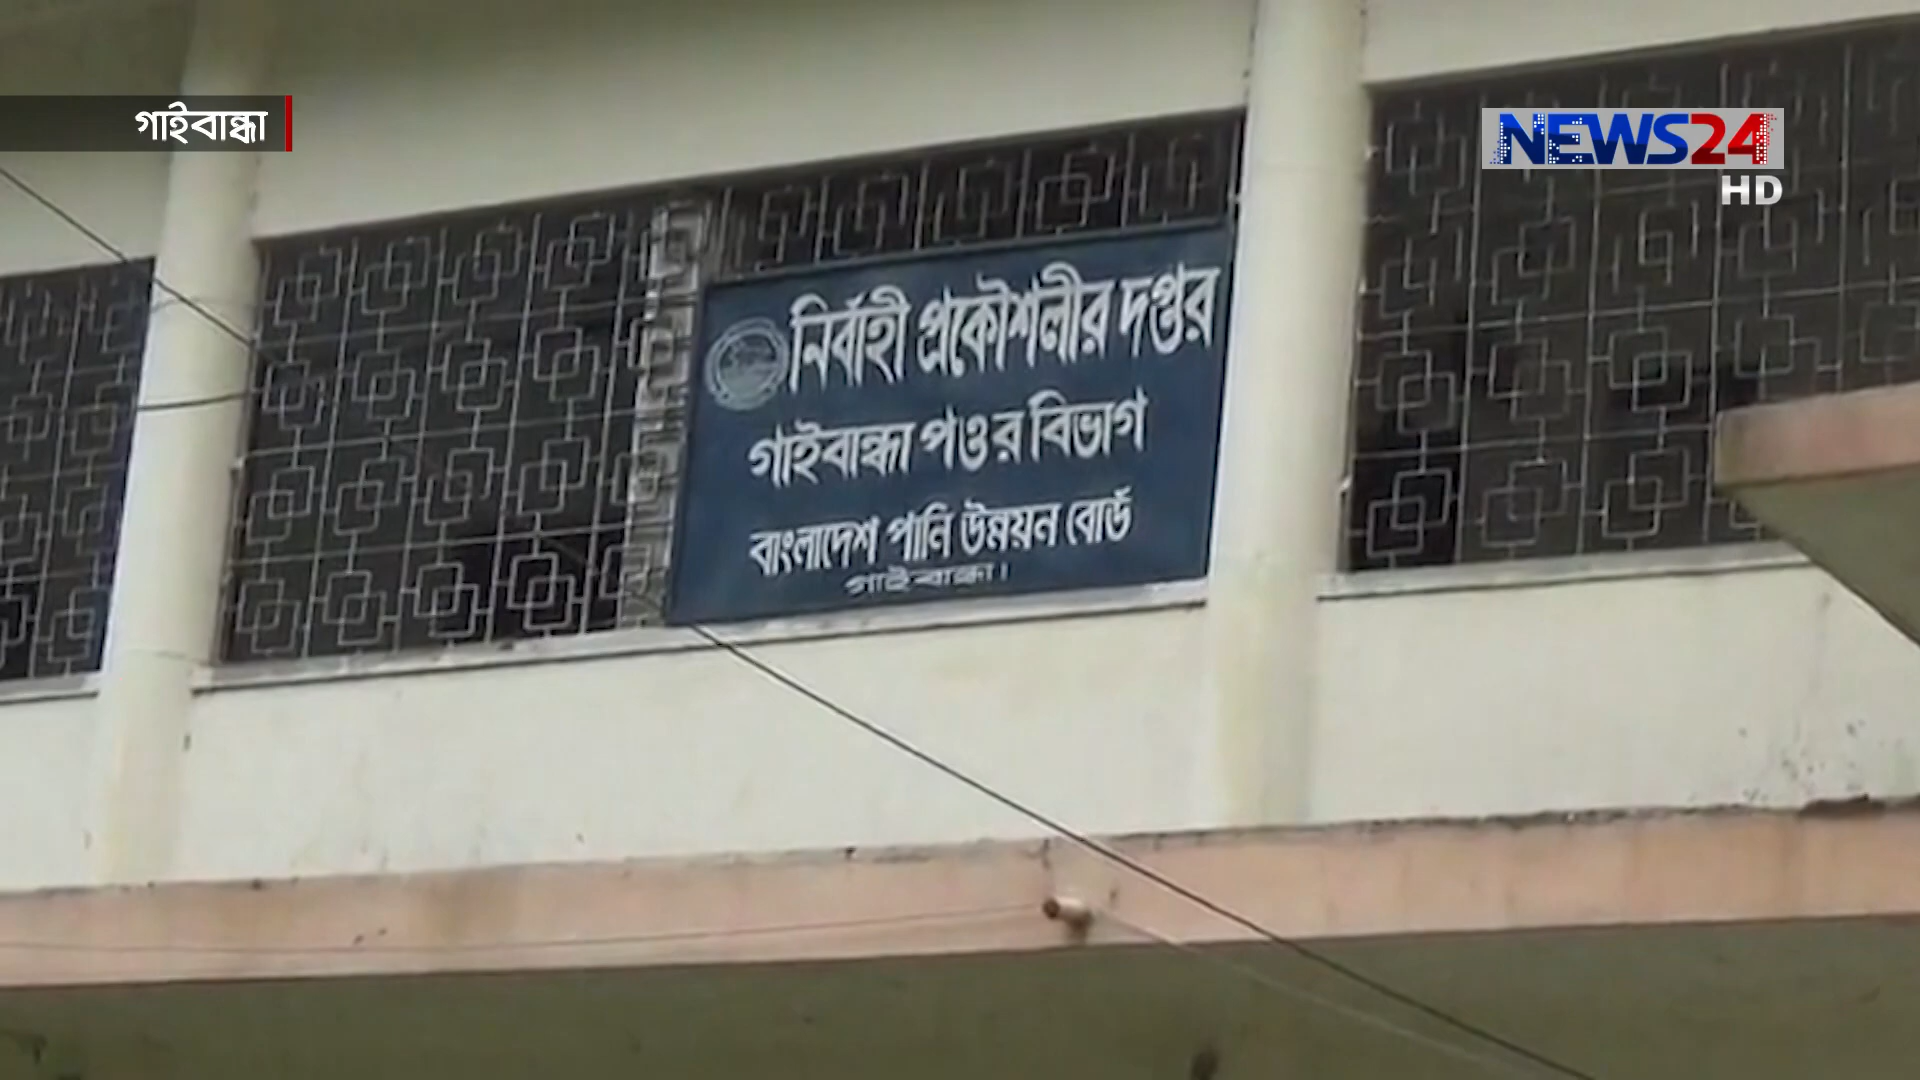 গাইবান্ধা
NEWS24
HD
নির্বাহী প্রকৌশলীর দপ্তর
গাইবান্ধা পওর বিভাগ
বাংলাদেশ পানি উন্নয়ন বোর্ড
গাইবান্ধা।